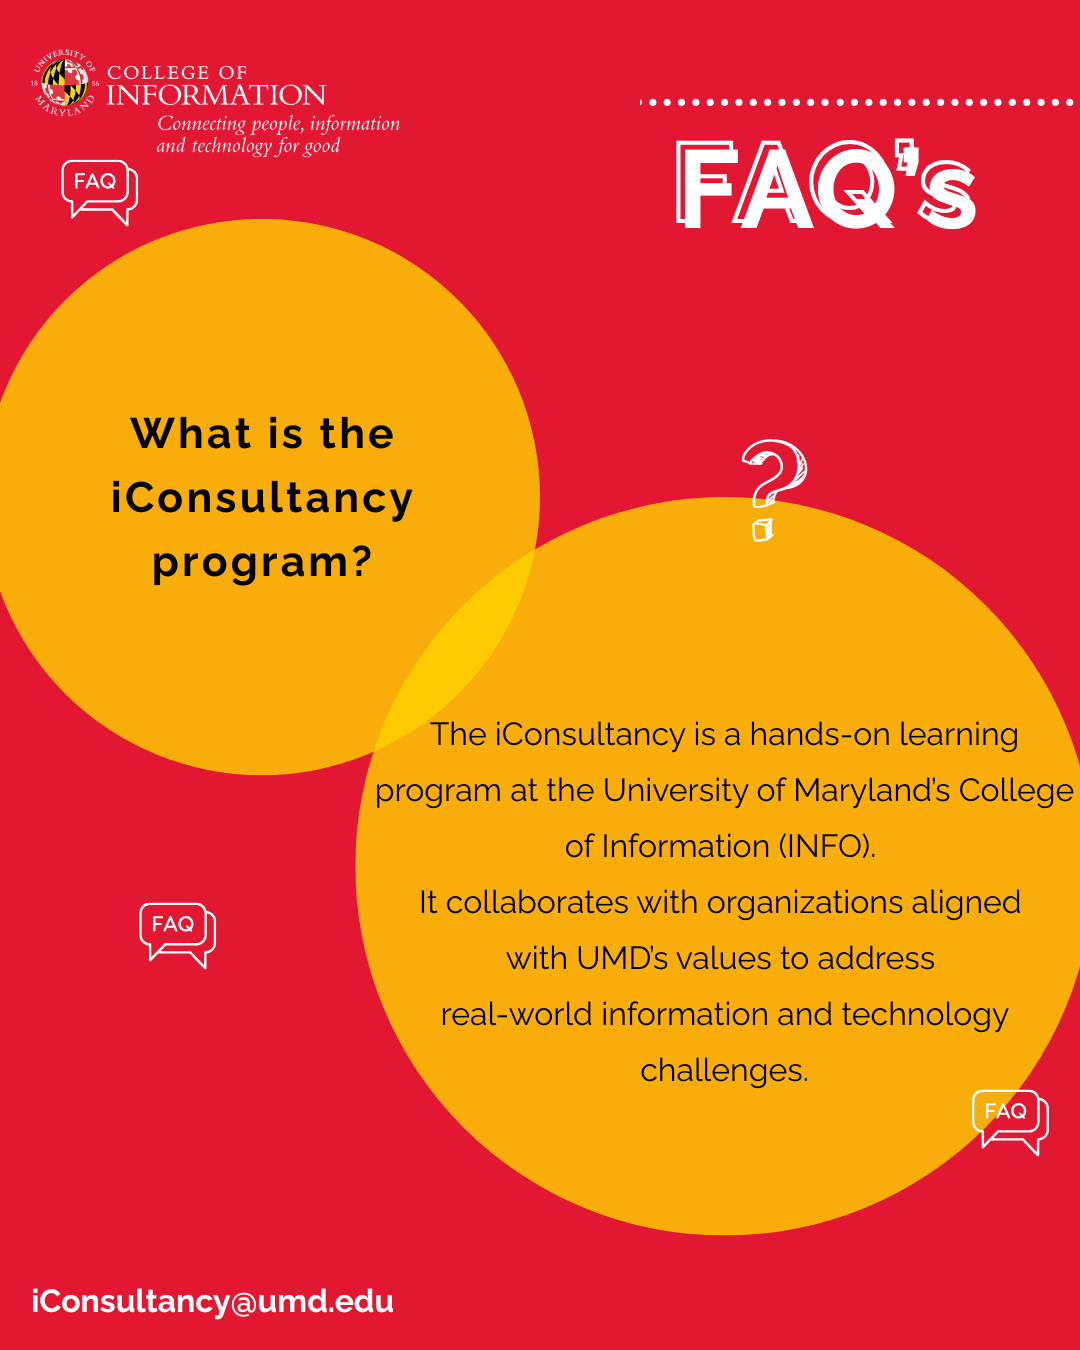 UNIVERSITY OF
18 56
MARYLAND
COLLEGE OF
INFORMATION
Connecting people, information
and technology for good
FAQ
FAQ's
What is the
iConsultancy
program?
?
The iConsultancy is a hands-on learning
program at the University of Maryland’s College
of Information (INFO).
It collaborates with organizations aligned
with UMD’s values to address
real-world information and technology
challenges.
FAQ
FAQ
iConsultancy@umd.edu